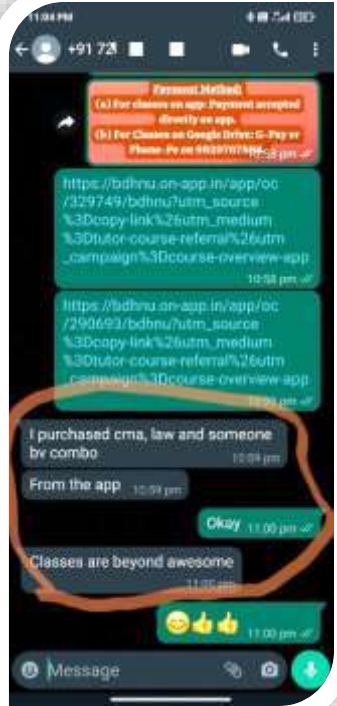 11:04 PM
+91 72
Payment Method:
(a) For classes on app: Payment accepted
directly on app.
(b) For Classes on Google Drive: G-Pay or
Phone-Pe on
10:58 pm
https://bdhnu.on-app.in/app/oc
/329749/bdhnu?utm_source
%3Dcopy-link%26utm_medium
%3Dtutor-course-referral%26utm
_campaign%3Dcourse-overview-app
10:58 pm
https://bdhnu.on-app.in/app/oc
/290693/bdhnu?utm_source
%3Dcopy-link%26utm_medium
%3Dtutor-course-referral%26utm
_campaign%3Dcourse-overview-app
I purchased cma, law and someone
by combo
10:59 pm
From the app 10:59 pm
Okay 11:00 pm
Classes are beyond awesome
11:00 pm
😊👍👍 11:00 pm
Message